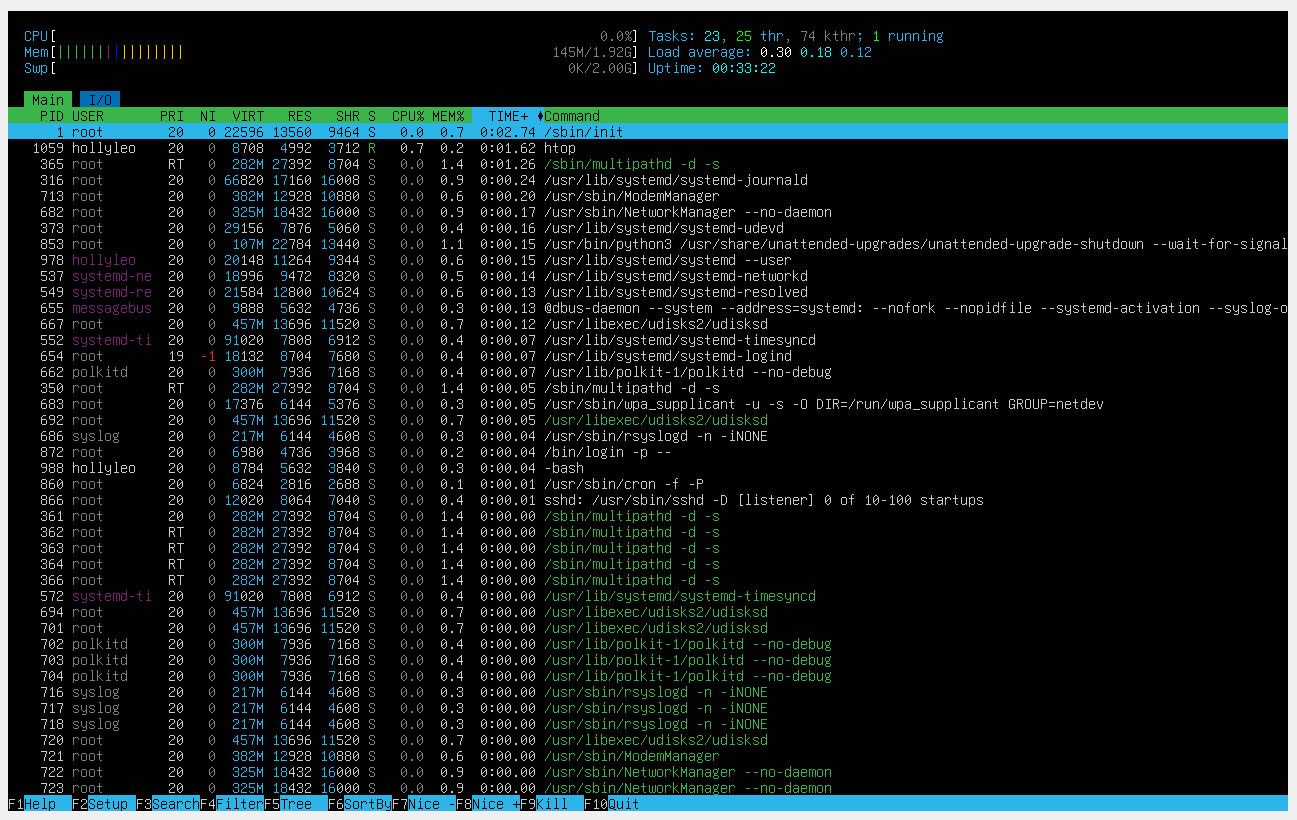 CPU[ 0.0%] Tasks: 23, 25 thr, 74 kthr; 1 running
Mem[||||||||||||||||145M/1.92G] Load average: 0.30 0.18 0.12
Swp[ 0K/2.00G] Uptime: 00:33:22
Main I/O
PID USER PRI NI VIRT RES SHR S CPU% MEM% TIME+ Command
1 root 20 0 22596 13560 9464 S 0.0 0.7 0:02.74 /sbin/init
1059 hollyleo 20 0 8708 4992 3712 R 0.7 0.2 0:01.62 htop
365 root RT 0 282M 27392 8704 S 0.0 1.4 0:01.26 /sbin/multipathd -d -s
316 root 20 0 66820 17160 16008 S 0.0 0.9 0:00.24 /usr/lib/systemd/systemd-journald
713 root 20 0 382M 12928 10880 S 0.0 0.6 0:00.20 /usr/sbin/ModemManager
682 root 20 0 325M 18432 16000 S 0.0 0.9 0:00.17 /usr/sbin/NetworkManager --no-daemon
373 root 20 0 29156 7876 5060 S 0.0 0.4 0:00.16 /usr/lib/systemd/systemd-udevd
853 root 20 0 107M 22784 13440 S 0.0 1.1 0:00.15 /usr/bin/python3 /usr/share/unattended-upgrades/unattended-upgrade-shutdown --wait-for-signal
978 hollyleo 20 0 20148 11264 9344 S 0.0 0.6 0:00.15 /usr/lib/systemd/systemd --user
537 systemd-ne 20 0 18996 9472 8320 S 0.0 0.5 0:00.14 /usr/lib/systemd/systemd-networkd
549 systemd-re 20 0 21584 12800 10624 S 0.0 0.6 0:00.13 /usr/lib/systemd/systemd-resolved
655 messagebus 20 0 9888 5632 4736 S 0.0 0.3 0:00.13 @dbus-daemon --system --address=systemd: --nofork --nopidfile --systemd-activation --syslog-o
667 root 20 0 457M 13696 11520 S 0.0 0.7 0:00.12 /usr/libexec/udisks2/udisksd
552 systemd-ti 20 0 91020 7808 6912 S 0.0 0.4 0:00.07 /usr/lib/systemd/systemd-timesyncd
654 root 19 -1 18132 8704 7680 S 0.0 0.4 0:00.07 /usr/lib/systemd/systemd-logind
662 polkitd 20 0 300M 7936 7168 S 0.0 0.4 0:00.07 /usr/lib/polkit-1/polkitd --no-debug
350 root RT 0 282M 27392 8704 S 0.0 1.4 0:00.05 /sbin/multipathd -d -s
683 root 20 0 17376 6144 5376 S 0.0 0.3 0:00.05 /usr/sbin/wpa_supplicant -u -s -O DIR=/run/wpa_supplicant GROUP=netdev
692 root 20 0 457M 13696 11520 S 0.0 0.7 0:00.05 /usr/libexec/udisks2/udisksd
686 syslog 20 0 217M 6144 4608 S 0.0 0.3 0:00.04 /usr/sbin/rsyslogd -n -iNONE
872 root 20 0 6980 4736 3968 S 0.0 0.2 0:00.04 /bin/login -p --
988 hollyleo 20 0 8784 5632 3840 S 0.0 0.3 0:00.04 -bash
860 root 20 0 6824 2816 2688 S 0.0 0.1 0:00.01 /usr/sbin/cron -f -P
866 root 20 0 12020 8064 7040 S 0.0 0.4 0:00.01 sshd: /usr/sbin/sshd -D [listener] 0 of 10-100 startups
361 root 20 0 282M 27392 8704 S 0.0 1.4 0:00.00 /sbin/multipathd -d -s
362 root RT 0 282M 27392 8704 S 0.0 1.4 0:00.00 /sbin/multipathd -d -s
363 root RT 0 282M 27392 8704 S 0.0 1.4 0:00.00 /sbin/multipathd -d -s
364 root RT 0 282M 27392 8704 S 0.0 1.4 0:00.00 /sbin/multipathd -d -s
366 root RT 0 282M 27392 8704 S 0.0 1.4 0:00.00 /sbin/multipathd -d -s
572 systemd-ti 20 0 91020 7808 6912 S 0.0 0.4 0:00.00 /usr/lib/systemd/systemd-timesyncd
694 root 20 0 457M 13696 11520 S 0.0 0.7 0:00.00 /usr/libexec/udisks2/udisksd
701 root 20 0 457M 13696 11520 S 0.0 0.7 0:00.00 /usr/libexec/udisks2/udisksd
702 polkitd 20 0 300M 7936 7168 S 0.0 0.4 0:00.00 /usr/lib/polkit-1/polkitd --no-debug
703 polkitd 20 0 300M 7936 7168 S 0.0 0.4 0:00.00 /usr/lib/polkit-1/polkitd --no-debug
704 polkitd 20 0 300M 7936 7168 S 0.0 0.4 0:00.00 /usr/lib/polkit-1/polkitd --no-debug
716 syslog 20 0 217M 6144 4608 S 0.0 0.3 0:00.00 /usr/sbin/rsyslogd -n -iNONE
717 syslog 20 0 217M 6144 4608 S 0.0 0.3 0:00.00 /usr/sbin/rsyslogd -n -iNONE
718 syslog 20 0 217M 6144 4608 S 0.0 0.3 0:00.00 /usr/sbin/rsyslogd -n -iNONE
720 root 20 0 457M 13696 11520 S 0.0 0.7 0:00.00 /usr/libexec/udisks2/udisksd
721 root 20 0 382M 12928 10880 S 0.0 0.6 0:00.00 /usr/sbin/ModemManager
722 root 20 0 325M 18432 16000 S 0.0 0.9 0:00.00 /usr/sbin/NetworkManager --no-daemon
723 root 20 0 325M 18432 16000 S 0.0 0.9 0:00.00 /usr/sbin/NetworkManager --no-daemon
F1Help F2Setup F3SearchF4FilterF5Tree F6SortByF7Nice -F8Nice +F9Kill F10Quit